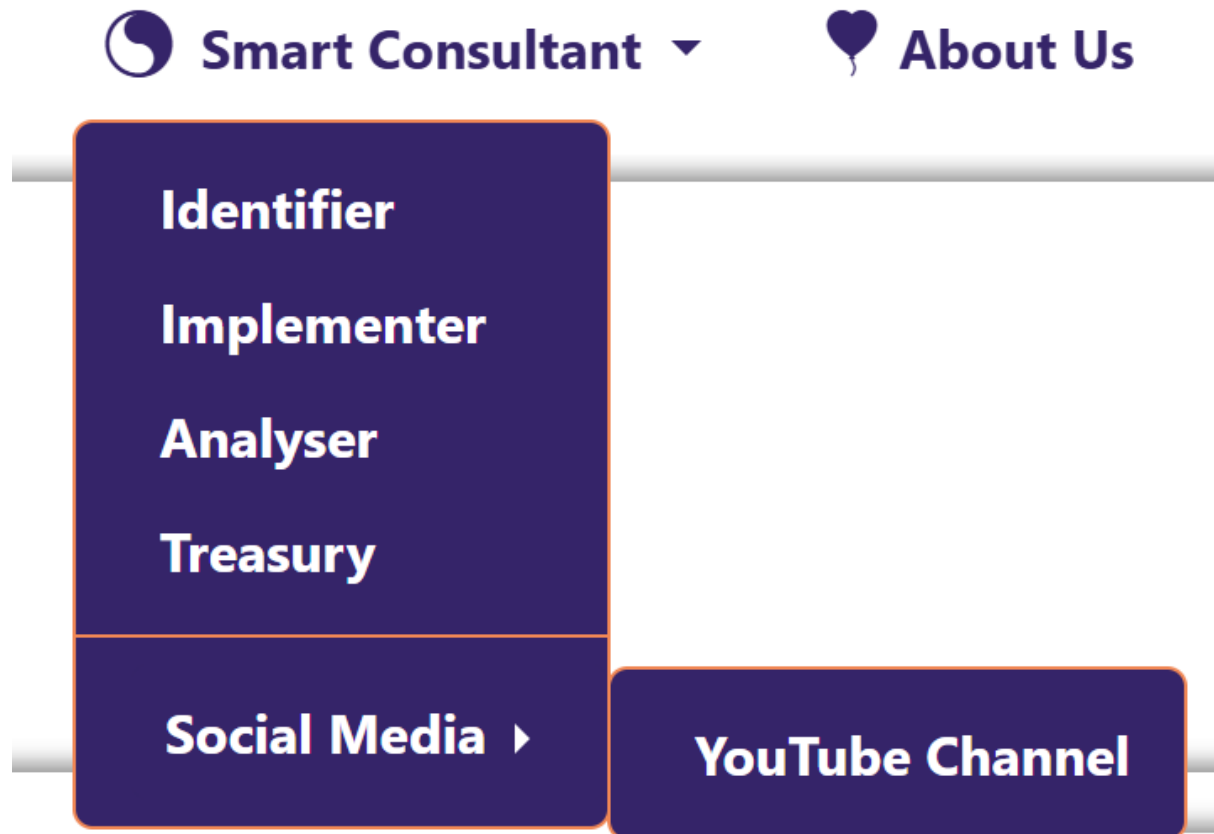 Smart Consultant About Us
Identifier
Implementer
Analyser
Treasury
Social Media
YouTube Channel